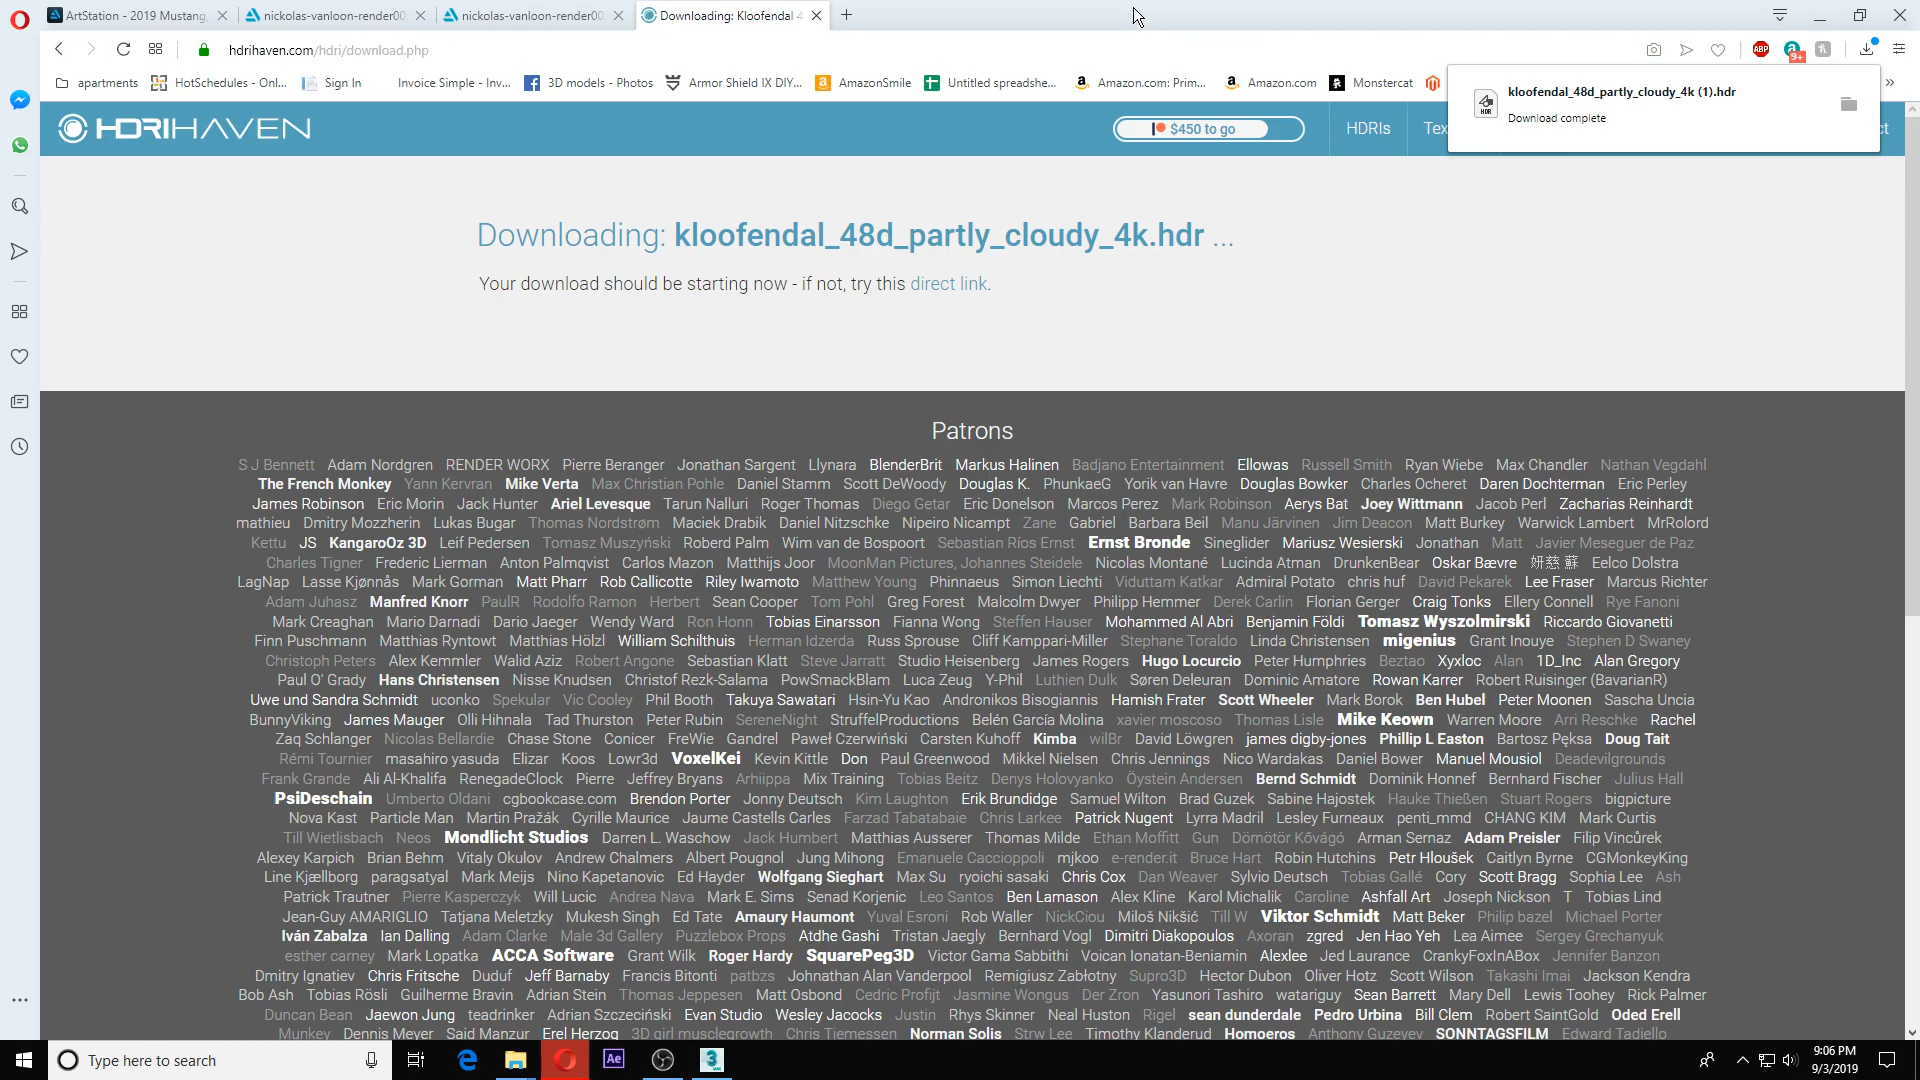 ArtStation - 2019 Mustang, nickolas-vanloon-render00 nickolas-vanloon-render00 Downloading: Kloofendal 4
hdrihaven.com/hdri/download.php
ABP 9+
apartments HotSchedules - Onl... Sign In Invoice Simple - Inv... 3D models - Photos Armor Shield IX DIY... AmazonSmile Untitled spreadshe... Amazon.com: Prim... Amazon.com Monstercat
kloofendal_48d_partly_cloudy_4k (1).hdr
HDR
Download complete
HDRIHAVEN $450 to go HDRIs Tex ct
Downloading: kloofendal_48d_partly_cloudy_4k.hdr ...
Your download should be starting now - if not, try this direct link.
Patrons
S J Bennett Adam Nordgren RENDER WORX Pierre Beranger Jonathan Sargent Llynara BlenderBrit Markus Halinen Badjano Entertainment Ellowas Russell Smith Ryan Wiebe Max Chandler Nathan Vegdahl
The French Monkey Yann Kervran Mike Verta Max Christian Pohle Daniel Stamm Scott DeWoody Douglas K. PhunkaeG Yorik van Havre Douglas Bowker Charles Ocheret Daren Dochterman Eric Perley
James Robinson Eric Morin Jack Hunter Ariel Levesque Tarun Nalluri Roger Thomas Diego Getar Eric Donelson Marcos Perez Mark Robinson Aerys Bat Joey Wittmann Jacob Perl Zacharias Reinhardt
mathieu Dmitry Mozzherin Lukas Bugar Thomas Nordstrøm Maciek Drabik Daniel Nitzschke Nipeiro Nicampt Zane Gabriel Barbara Beil Manu Järvinen Jim Deacon Matt Burkey Warwick Lambert MrRolord
Kettu JS KangaroOz 3D Leif Pedersen Tomasz Muszyński Roberd Palm Wim van de Bospoort Sebastian Ríos Ernst Ernst Bronde Sineglider Mariusz Wesierski Jonathan Matt Javier Meseguer de Paz
Charles Tigner Frederic Lierman Anton Palmqvist Carlos Mazon Matthijs Joor MoonMan Pictures, Johannes Steidele Nicolas Montané Lucinda Atman DrunkenBear Oskar Bævre 妍慈 蘇 Eelco Dolstra
LagNap Lasse Kjønnås Mark Gorman Matt Pharr Rob Callicotte Riley Iwamoto Matthew Young Phinnaeus Simon Liechti Viduttam Katkar Admiral Potato chris huf David Pekarek Lee Fraser Marcus Richter
Adam Juhasz Manfred Knorr PaulR Rodolfo Ramon Herbert Sean Cooper Tom Pohl Greg Forest Malcolm Dwyer Philipp Hemmer Derek Carlin Florian Gerger Craig Tonks Ellery Connell Rye Fanoni
Mark Creaghan Mario Darnadi Dario Jaeger Wendy Ward Ron Honn Tobias Einarsson Fianna Wong Steffen Hauser Mohammed Al Abri Benjamin Földi Tomasz Wyszolmirski Riccardo Giovanetti
Finn Puschmann Matthias Ryntowt Matthias Hölzl William Schilthuis Herman Idzerda Russ Sprouse Cliff Kamppari-Miller Stephane Toraldo Linda Christensen migenius Grant Inouye Stephen D Swaney
Christoph Peters Alex Kemmler Walid Aziz Robert Angone Sebastian Klatt Steve Jarratt Studio Heisenberg James Rogers Hugo Locurcio Peter Humphries Beztao Xyxloc Alan 1D_Inc Alan Gregory
Paul O' Grady Hans Christensen Nisse Knudsen Christof Rezk-Salama PowSmackBlam Luca Zeug Y-Phil Luthien Dulk Søren Deleuran Dominic Amatore Rowan Karrer Robert Ruisinger (BavarianR)
Uwe und Sandra Schmidt uconko Spekular Vic Cooley Phil Booth Takuya Sawatari Hsin-Yu Kao Andronikos Bisogiannis Hamish Frater Scott Wheeler Mark Borok Ben Hubel Peter Moonen Sascha Uncia
BunnyViking James Mauger Olli Hihnala Tad Thurston Peter Rubin SereneNight StruffelProductions Belén García Molina xavier moscoso Thomas Lisle Mike Keown Warren Moore Arri Reschke Rachel
Zaq Schlanger Nicolas Bellardie Chase Stone Conicer FreWie Gandrel Paweł Czerwiński Carsten Kuhoff Kimba wilBr David Löwgren james digby-jones Phillip L Easton Bartosz Pęksa Doug Tait
Rémi Tournier masahiro yasuda Elizar Koos Lowr3d VoxelKei Kevin Kittle Don Paul Greenwood Mikkel Nielsen Chris Jennings Nico Wardakas Daniel Bower Manuel Mousiol Deadevilgrounds
Frank Grande Ali Al-Khalifa RenegadeClock Pierre Jeffrey Bryans Arhiippa Mix Training Tobias Beitz Denys Holovyanko Öystein Andersen Bernd Schmidt Dominik Honnef Bernhard Fischer Julius Hall
PsiDeschain Umberto Oldani cgbookcase.com Brendon Porter Jonny Deutsch Kim Laughton Erik Brundidge Samuel Wilton Brad Guzek Sabine Hajostek Hauke Thießen Stuart Rogers bigpicture
Nova Kast Particle Man Martin Pražák Cyrille Maurice Jaume Castells Carles Farzad Tabatabaie Chris Larkee Patrick Nugent Lyrra Madril Lesley Furneaux penti_mmd CHANG KIM Mark Curtis
Till Wietlisbach Neos Mondlicht Studios Darren L. Waschow Jack Humbert Matthias Ausserer Thomas Milde Ethan Moffitt Gun Dömötör Kővágó Arman Sernaz Adam Preisler Filip Vincůrek
Alexey Karpich Brian Behm Vitaly Okulov Andrew Chalmers Albert Pougnol Jung Mihong Emanuele Caccioppoli mjkoo e-render.it Bruce Hart Robin Hutchins Petr Hloušek Caitlyn Byrne CGMonkeyKing
Line Kjællborg paragsatyal Mark Meijs Nino Kapetanovic Ed Hayder Wolfgang Sieghart Max Su ryoichi sasaki Chris Cox Dan Weaver Sylvio Deutsch Tobias Gallé Cory Scott Bragg Sophia Lee Ash
Patrick Trautner Pierre Kasperczyk Will Lucic Andrea Nava Mark E. Sims Senad Korjenic Leo Santos Ben Lamason Alex Kline Karol Michalik Caroline Ashfall Art Joseph Nickson T Tobias Lind
Jean-Guy AMARIGLIO Tatjana Meletzky Mukesh Singh Ed Tate Amaury Haumont Yuval Esroni Rob Waller NickCiou Miloš Nikšić Till W Viktor Schmidt Matt Beker Philip bazel Michael Porter
Iván Zabalza Ian Dalling Adam Clarke Male 3d Gallery Puzzlebox Props Atdhe Gashi Tristan Jaegly Bernhard Vogl Dimitri Diakopoulos Axoran zgred Jen Hao Yeh Lea Aimee Sergey Grechanyuk
esther carney Mark Lopatka ACCA Software Grant Wilk Roger Hardy SquarePeg3D Victor Gama Sabbithi Voican Ionatan-Beniamin Alexlee Jed Laurance CrankyFoxInABox Jennifer Banzon
Dmitry Ignatiev Chris Fritsche Duduf Jeff Barnaby Francis Bitonti patbzs Johnathan Alan Vanderpool Remigiusz Zabłotny Supro3D Hector Dubon Oliver Hotz Scott Wilson Takashi Imai Jackson Kendra
Bob Ash Tobias Rösli Guilherme Bravin Adrian Stein Thomas Jeppesen Matt Osbond Cedric Profijt Jasmine Wongus Der Zron Yasunori Tashiro watariguy Sean Barrett Mary Dell Lewis Toohey Rick Palmer
Duncan Bean Jaewon Jung teadrinker Adrian Szczeciński Evan Studio Wesley Jacocks Justin Rhys Skinner Neal Huston Rigel sean dunderdale Pedro Urbina Bill Clem Robert SaintGold Oded Erell
Munkey Dennis Meyer Said Manzur Erel Herzog 3D girl musclegrowth Chris Tiemessen Norman Solis Strw Lee Timothy Klanderud Homoeros Anthony Guzeyev SONNTAGSFILM Edward Tadiello
Type here to search Ae 3 9:06 PM
9/3/2019